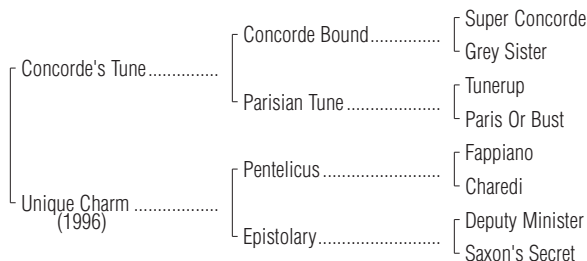 Super Concorde
Concorde Bound....................
Grey Sister
Concorde's Tune...............
Tunerup
Parisian Tune .......................
Paris Or Bust
Fappiano
Pentelicus..............................
Charedi
Unique Charm ..................
(1996)
Deputy Minister
Epistolary................................
Saxon's Secret